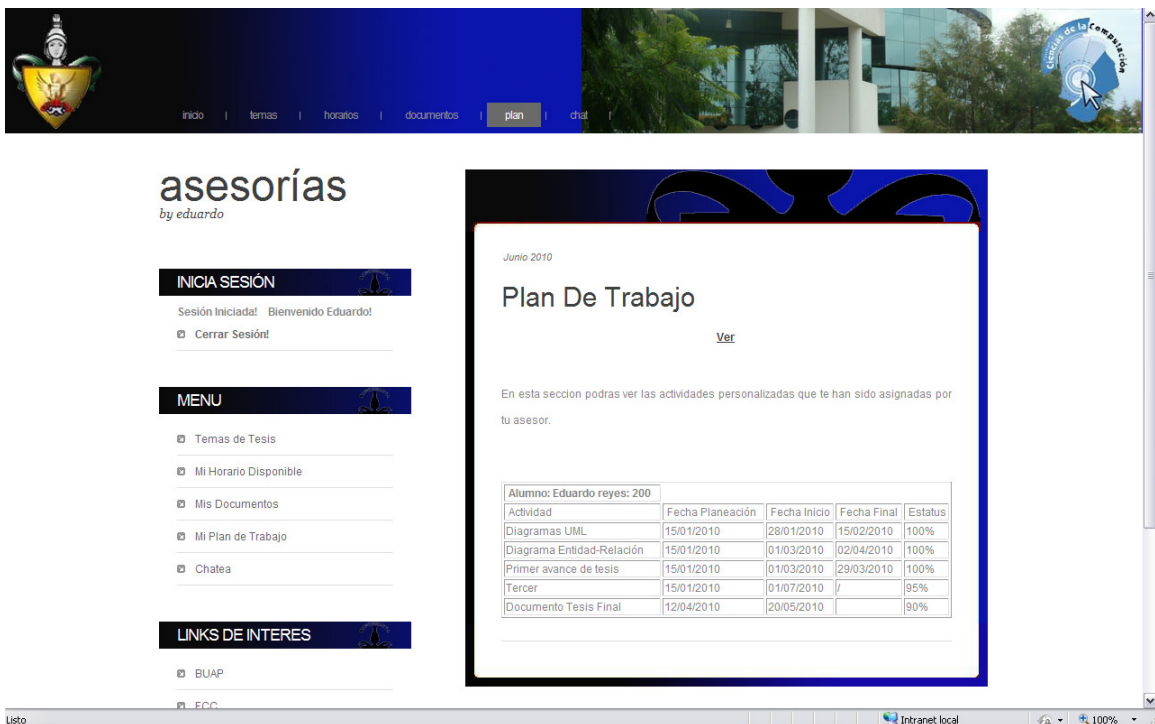 Ciencias de la Computación
inicio | temas | horarios | documentos | plan | chat |
asesorías
by eduardo
INICIA SESIÓN
Sesión Iniciada! Bienvenido Eduardo!
Cerrar Sesión!
MENU
Temas de Tesis
Mi Horario Disponible
Mis Documentos
Mi Plan de Trabajo
Chatea
LINKS DE INTERES
BUAP
FCC
Junio 2010
Plan De Trabajo
Ver
En esta seccion podras ver las actividades personalizadas que te han sido asignadas por
tu asesor.
Alumno: Eduardo reyes: 200
Actividad Fecha Planeación Fecha Inicio Fecha Final Estatus
Diagramas UML 15/01/2010 28/01/2010 15/02/2010 100%
Diagrama Entidad-Relación 15/01/2010 01/03/2010 02/04/2010 100%
Primer avance de tesis 15/01/2010 01/03/2010 29/03/2010 100%
Tercer 15/01/2010 01/07/2010 / 95%
Documento Tesis Final 12/04/2010 20/05/2010 90%
Listo Intranet local 100%